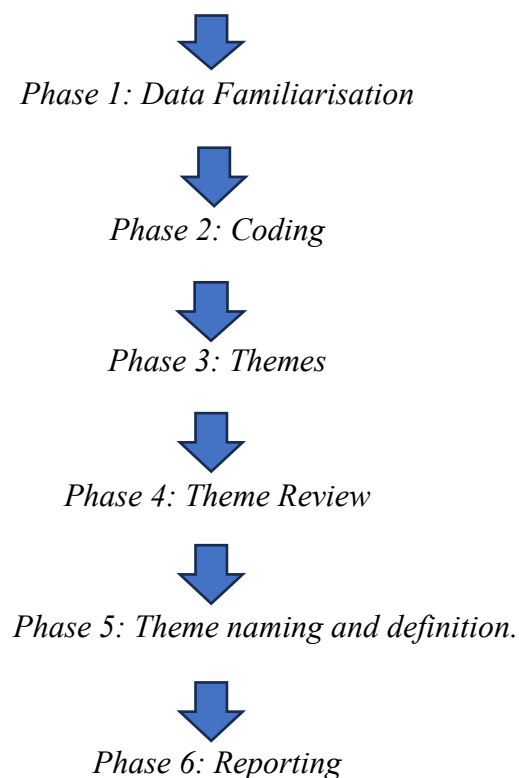 Phase 1: Data Familiarisation
Phase 2: Coding
Phase 3: Themes
Phase 4: Theme Review
Phase 5: Theme naming and definition.
Phase 6: Reporting